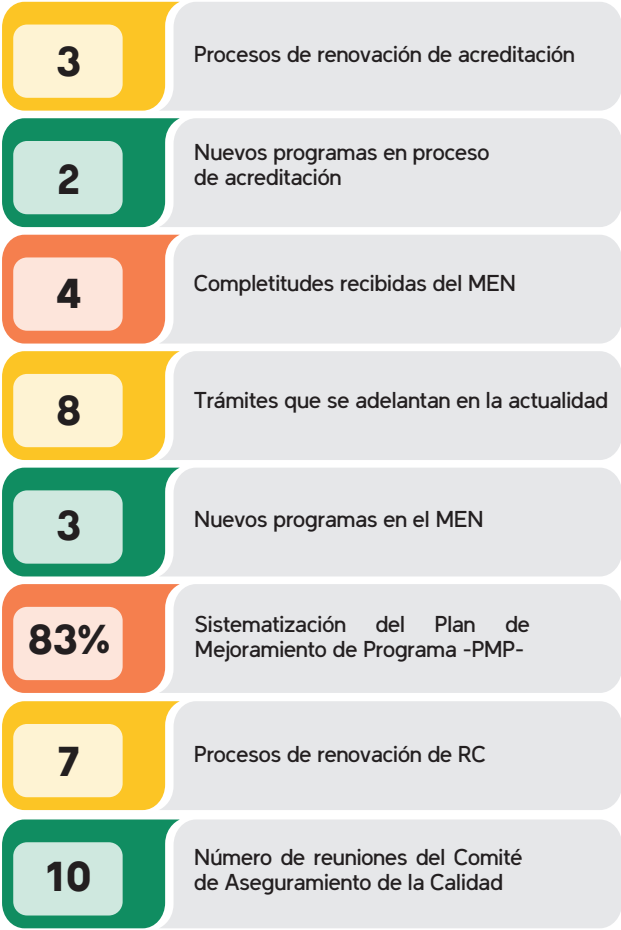 3
Procesos de renovación de acreditación
2
Nuevos programas en proceso
de acreditación
4
Completitudes recibidas del MEN
8
Trámites que se adelantan en la actualidad
3
Nuevos programas en el MEN
83%
Sistematización del Plan de
Mejoramiento de Programa -PMP-
7
Procesos de renovación de RC
10
Número de reuniones del Comité
de Aseguramiento de la Calidad